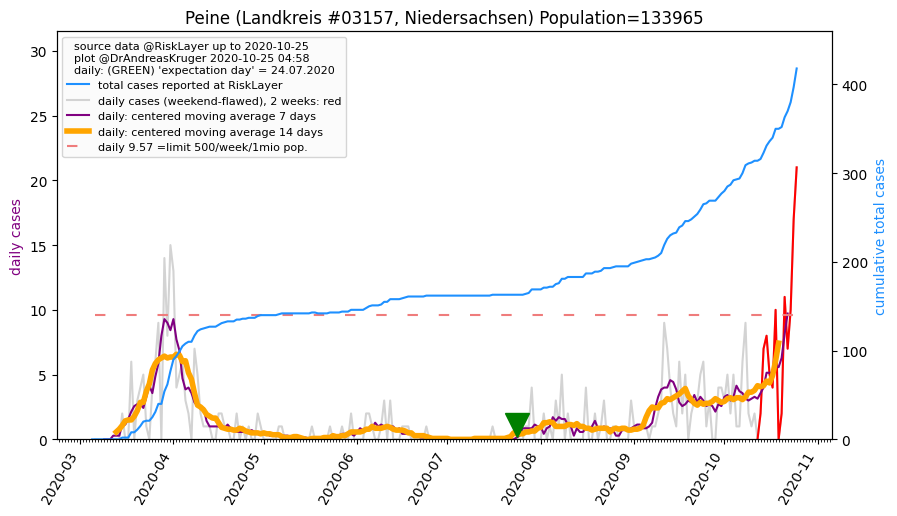 Peine (Landkreis #03157, Niedersachsen) Population=133965
source data @RiskLayer up to 2020-10-25
plot @DrAndreasKruger 2020-10-25 04:58
daily: (GREEN) 'expectation day' = 24.07.2020
total cases reported at RiskLayer
daily cases (weekend-flawed), 2 weeks: red
daily: centered moving average 7 days
daily: centered moving average 14 days
daily 9.57 =limit 500/week/1mio pop.
daily cases
30
25
20
15
10
5
0
cumulative total cases
400
300
200
100
0
2020-03
2020-04
2020-05
2020-06
2020-07
2020-08
2020-09
2020-10
2020-11